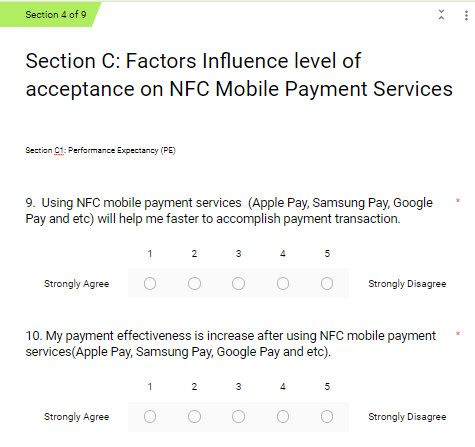 Section 4 of 9
Section C: Factors Influence level of
acceptance on NFC Mobile Payment Services
Section C1: Performance Expectancy (PE)
9. Using NFC mobile payment services (Apple Pay, Samsung Pay, Google *
Pay and etc) will help me faster to accomplish payment transaction.
1 2 3 4 5
Strongly Agree Strongly Disagree
10. My payment effectiveness is increase after using NFC mobile payment *
services(Apple Pay, Samsung Pay, Google Pay and etc).
1 2 3 4 5
Strongly Agree Strongly Disagree